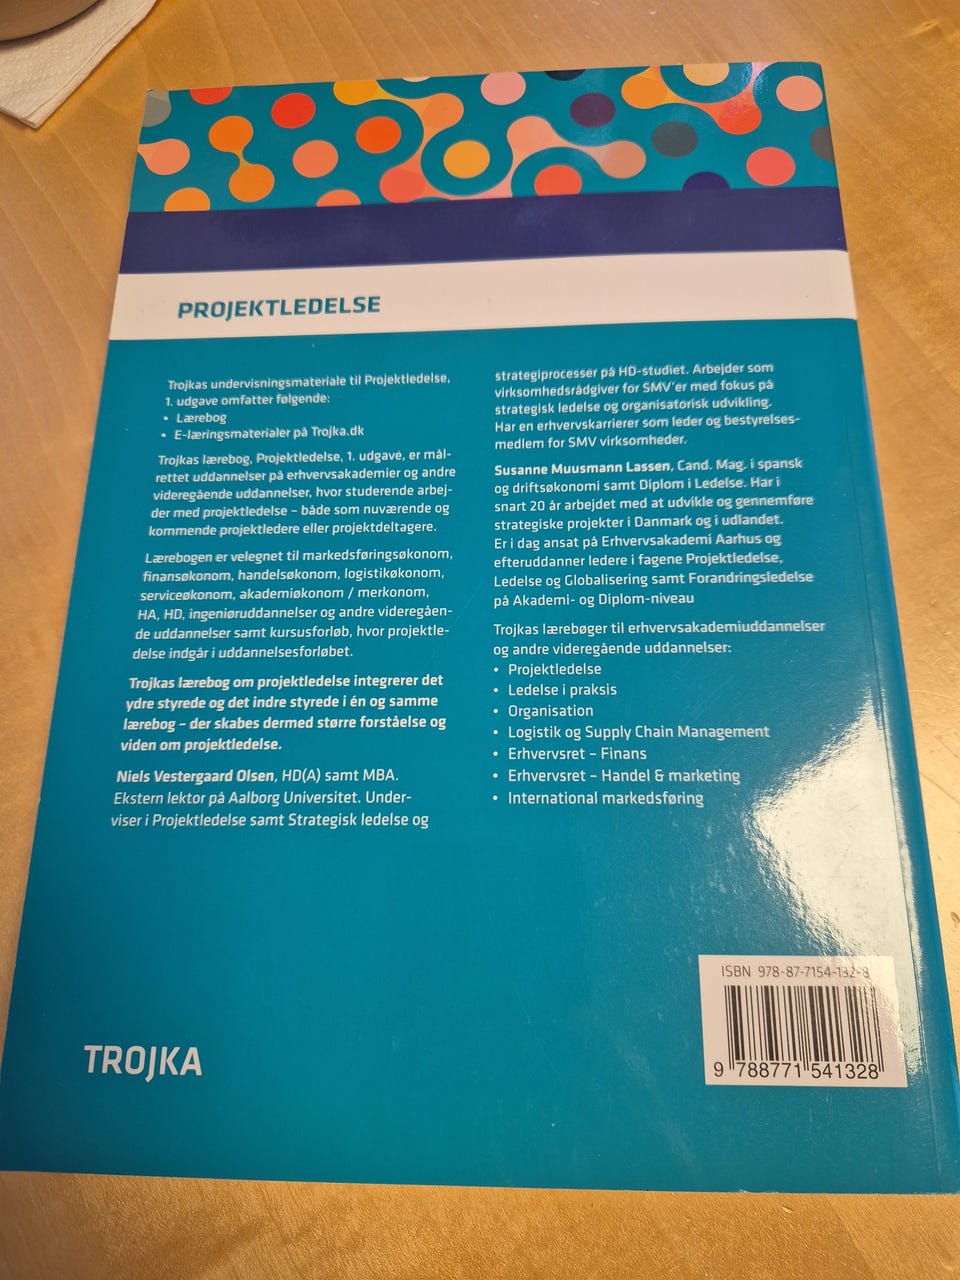 PROJEKTLEDELSE
Trojkas undervisningsmateriale til Projektledelse,
1. udgave omfatter følgende:
• Lærebog
• E-læringsmaterialer på Trojka.dk
Trojkas lærebog, Projektledelse, 1. udgave, er mål-
rettet uddannelser på erhvervsakademier og andre
videregående uddannelser, hvor studerende arbej-
der med projektledelse – både som nuværende og
kommende projektledere eller projektdeltagere.
Lærebogen er velegnet til markedsføringsøkonom,
finansøkonom, handelsøkonom, logistikøkonom,
serviceøkonom, akademiøkonom / merkonom,
HA, HD, ingeniøruddannelser og andre videregåen-
de uddannelser samt kursusforløb, hvor projektle-
delse indgår i uddannelsesforløbet.
Trojkas lærebog om projektledelse integrerer det
ydre styrede og det indre styrede i én og samme
lærebog – der skabes dermed større forståelse og
viden om projektledelse.
Niels Vestergaard Olsen, HD(A) samt MBA.
Ekstern lektor på Aalborg Universitet. Under-
viser i Projektledelse samt Strategisk ledelse og
strategiprocesser på HD-studiet. Arbejder som
virksomhedsrådgiver for SMV'er med fokus på
strategisk ledelse og organisatorisk udvikling.
Har en erhvervskarrierer som leder og bestyrelses-
medlem for SMV virksomheder.
Susanne Muusmann Lassen, Cand. Mag. i spansk
og driftsøkonomi samt Diplom i Ledelse. Har i
snart 20 år arbejdet med at udvikle og gennemføre
strategiske projekter i Danmark og i udlandet.
Er i dag ansat på Erhvervsakademi Aarhus og
efteruddanner ledere i fagene Projektledelse,
Ledelse og Globalisering samt Forandringsledelse
på Akademi- og Diplom-niveau
Trojkas lærebøger til erhvervsakademiuddannelser
og andre videregående uddannelser:
• Projektledelse
• Ledelse i praksis
• Organisation
• Logistik og Supply Chain Management
• Erhvervsret – Finans
• Erhvervsret – Handel & marketing
• International markedsføring
ISBN 978-87-7154-132-8
9 788771 541328
TROJKA